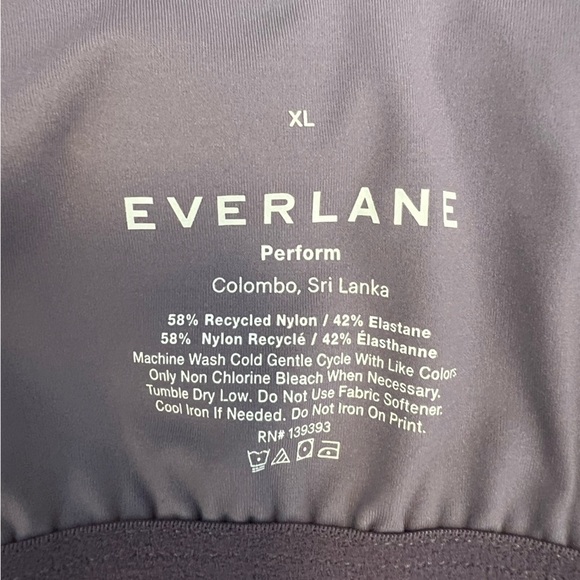 XL
EVERLANE
Perform
Colombo, Sri Lanka
58% Recycled Nylon / 42% Elastane
58% Nylon Recyclé / 42% Élasthanne
Machine Wash Cold Gentle Cycle With Like Colors
Only Non Chlorine Bleach When Necessary.
Tumble Dry Low. Do Not Use Fabric Softener.
Cool Iron If Needed. Do Not Iron On Print.
RN# 139393